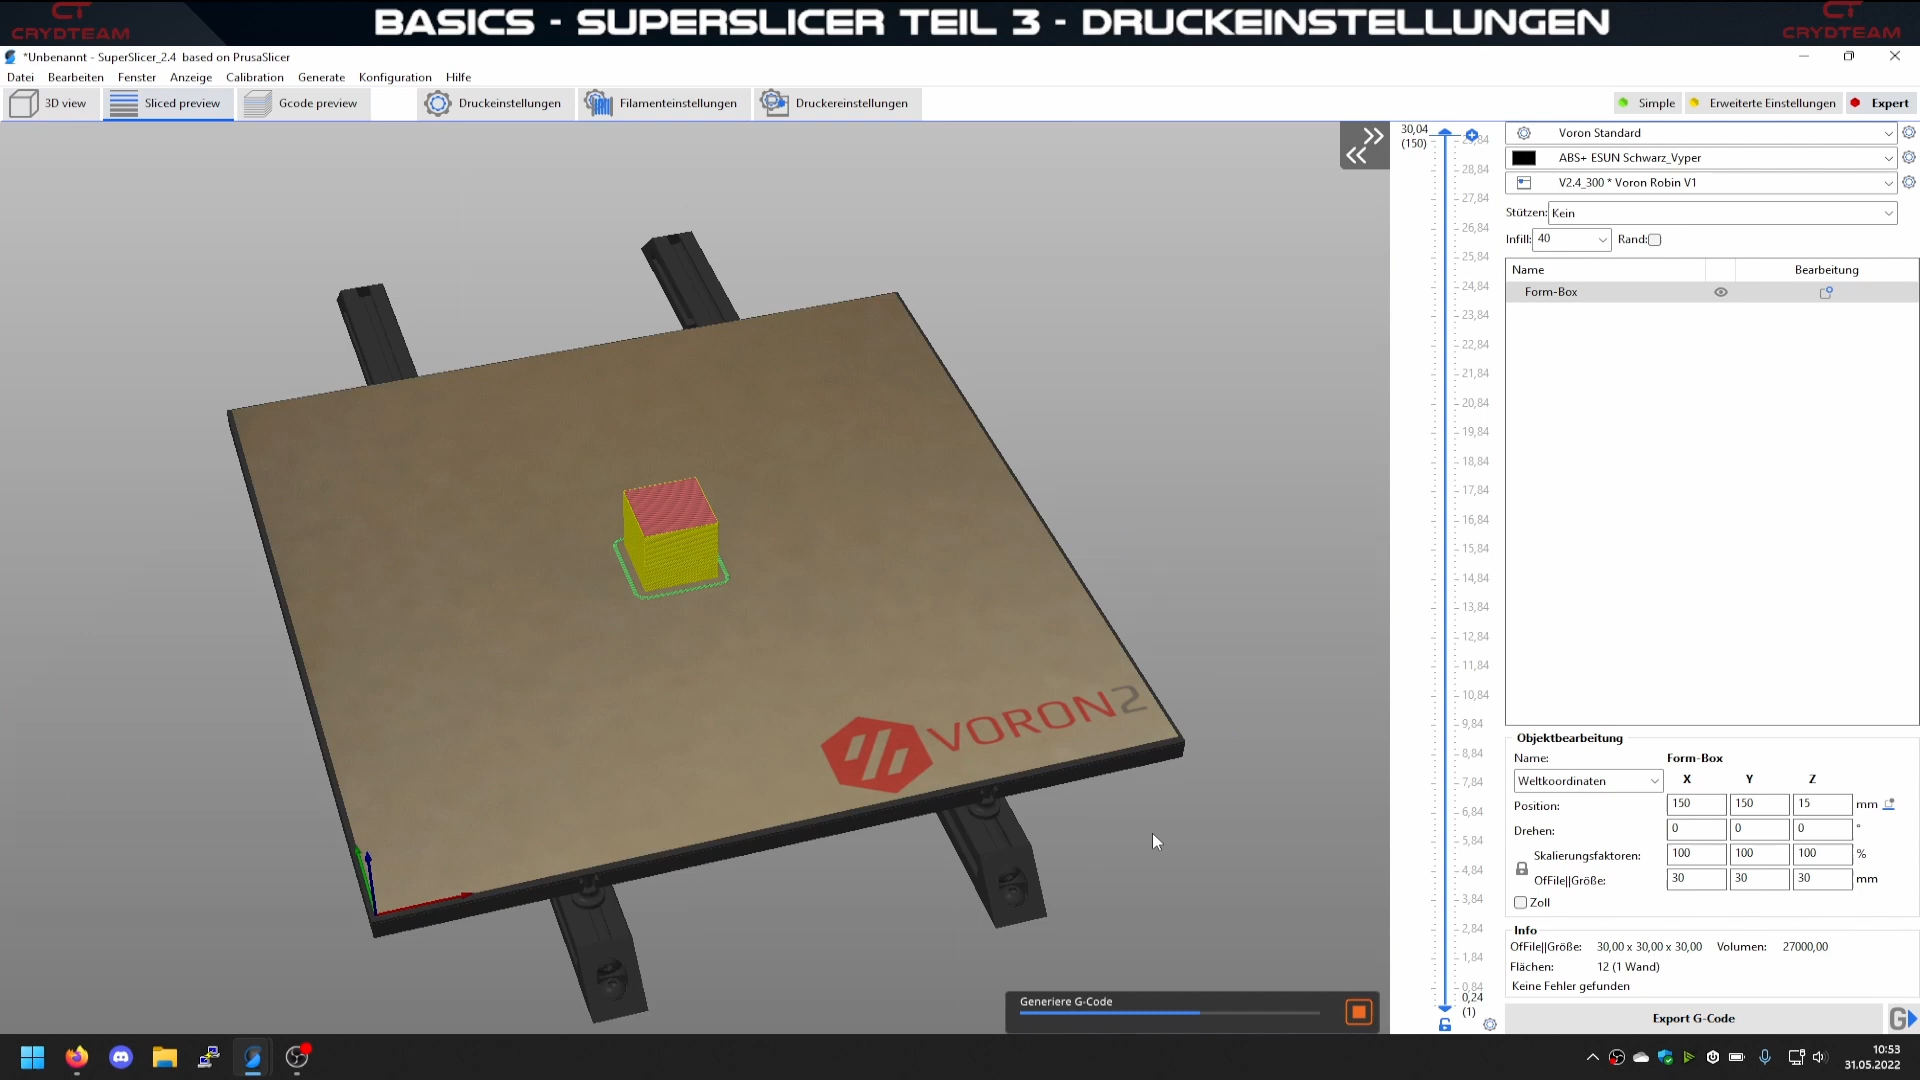 CT
CRYDTEAM
BASICS - SUPERSLICER TEIL 3 - DRUCKEINSTELLUNGEN
CT
CRYDTEAM
*Unbenannt - SuperSlicer_2.4 based on PrusaSlicer
Datei Bearbeiten Fenster Anzeige Calibration Generate Konfiguration Hilfe
3D view Sliced preview Gcode preview Druckeinstellungen Filamenteinstellungen Druckereinstellungen Simple Erweiterte Einstellungen Expert
30,04
(150)
28,84
27,84
26,84
25,84
24,84
23,84
22,84
21,84
20,84
19,84
18,84
17,84
16,84
15,84
14,84
13,84
12,84
11,84
10,84
9,84
8,84
7,84
6,84
5,84
4,84
3,84
2,84
1,84
0,84
0,24
(1)
Voron Standard
ABS+ ESUN Schwarz_Vyper
V2.4_300 * Voron Robin V1
Stützen: Kein
Infill: 40 Rand:
Name Bearbeitung
Form-Box
VORON2
Objektbearbeitung
Name: Form-Box
Weltkoordinaten X Y Z
Position: 150 150 15 mm
Drehen: 0 0 0 °
Skalierungsfaktoren: 100 100 100 %
OfFile||Größe: 30 30 30 mm
Zoll
Info
OfFile||Größe: 30,00 x 30,00 x 30,00 Volumen: 27000,00
Flächen: 12 (1 Wand)
Keine Fehler gefunden
Generiere G-Code
Export G-Code
G
10:53
31.05.2022